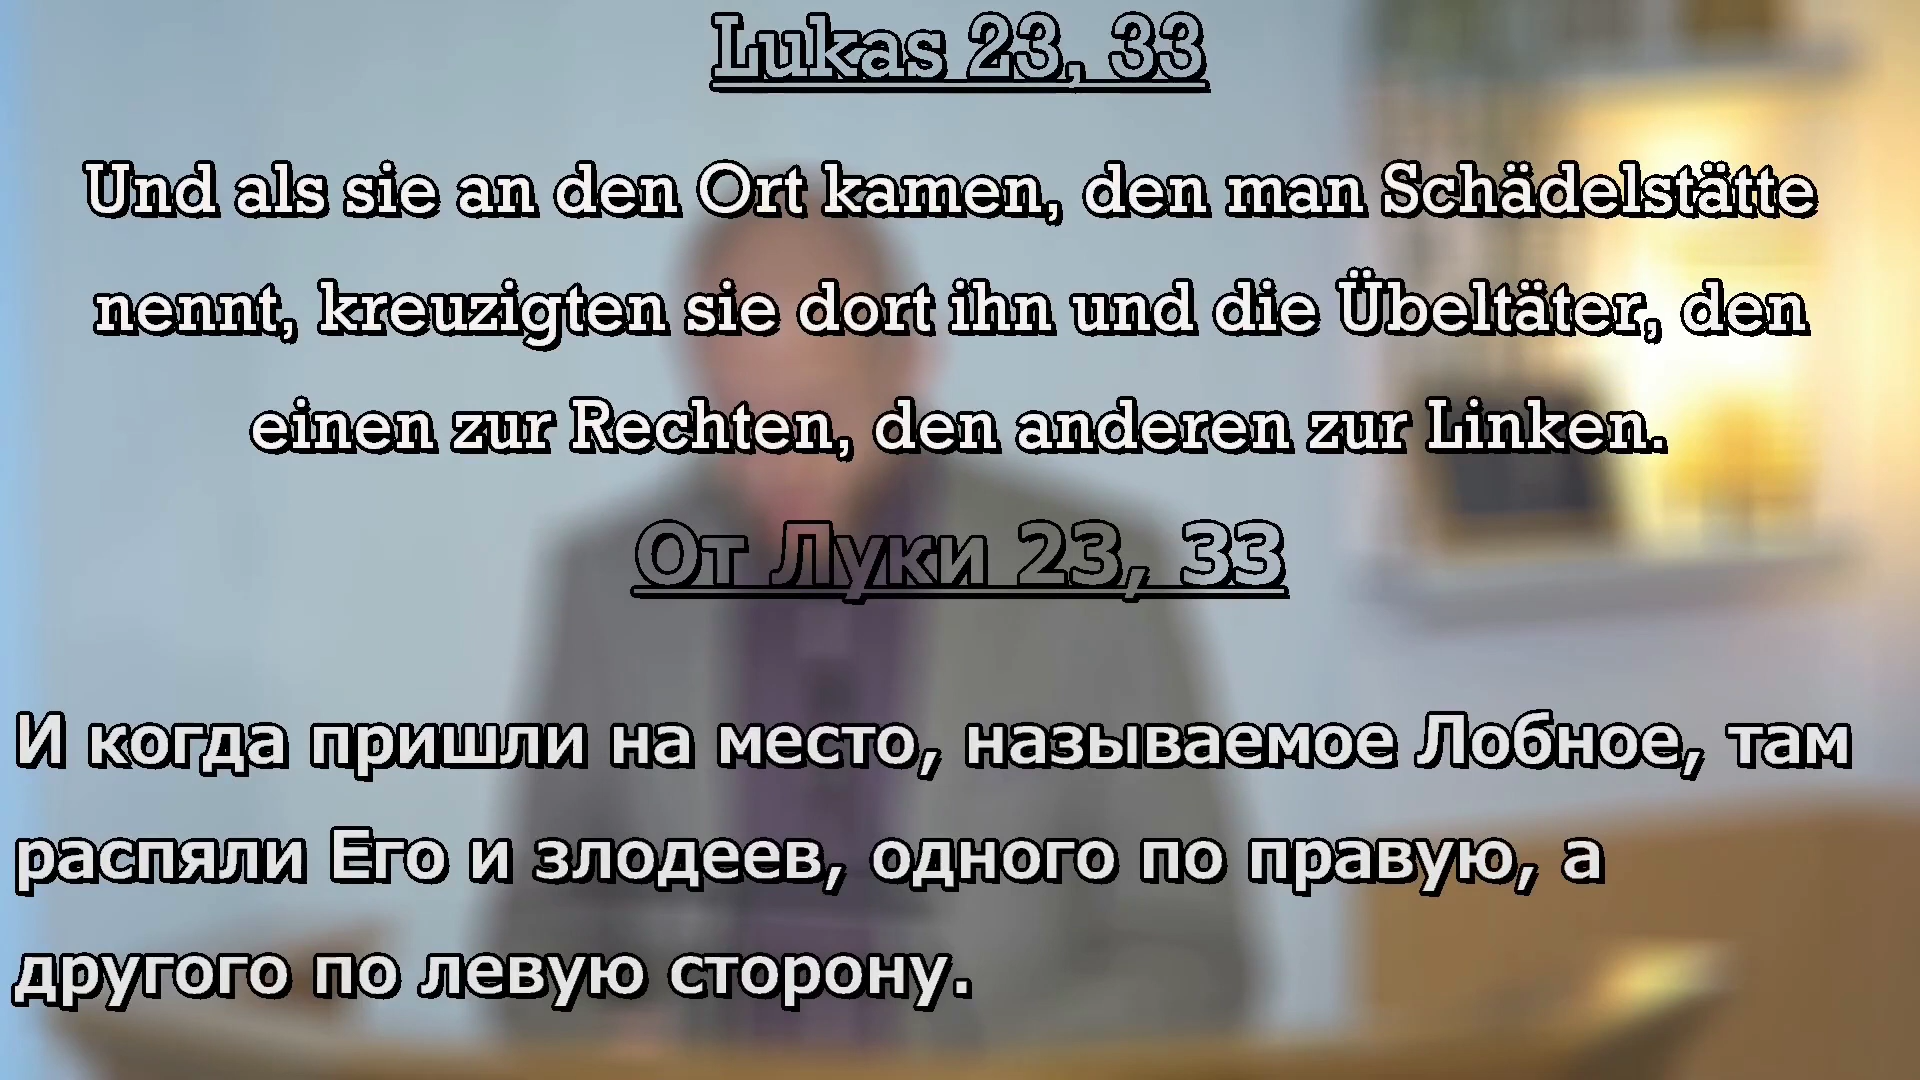 Lukas 23, 33
Und als sie an den Ort kamen, den man Schädelstätte
nennt, kreuzigten sie dort ihn und die Übeltäter, den
einen zur Rechten, den anderen zur Linken.
От Луки 23, 33
И когда пришли на место, называемое Лобное, там
распяли Его и злодеев, одного по правую, а
другого по левую сторону.